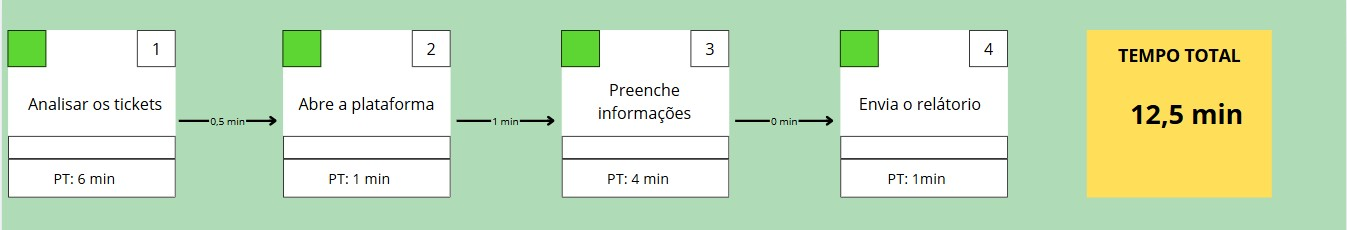 1
Analisar os tickets
PT: 6 min
0,5 min
2
Abre a plataforma
PT: 1 min
1 min
3
Preenche
informações
PT: 4 min
0 min
4
Envia o relátorio
PT: 1min
TEMPO TOTAL
12,5 min